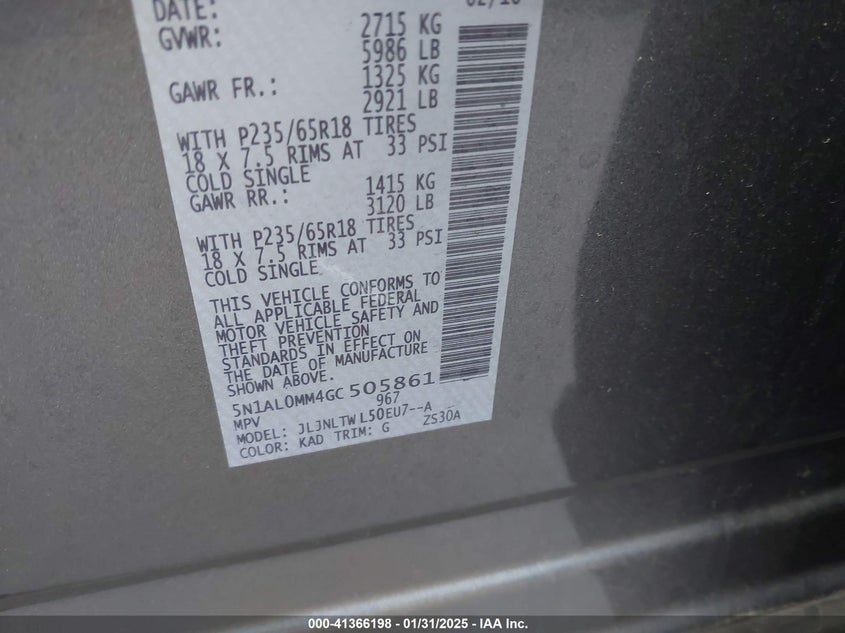 DATE:
GVWR: 2715 KG
5986 LB
GAWR FR.: 1325 KG
2921 LB
WITH P235/65R18 TIRES
18 X 7.5 RIMS AT 33 PSI
COLD SINGLE
GAWR RR.: 1415 KG
3120 LB
WITH P235/65R18 TIRES
18 X 7.5 RIMS AT 33 PSI
COLD SINGLE
THIS VEHICLE CONFORMS TO
ALL APPLICABLE FEDERAL
MOTOR VEHICLE SAFETY AND
THEFT PREVENTION
STANDARDS IN EFFECT ON
THE DATE OF MANUFACTURE
SHOWN ABOVE.
5N1AL0MM4GC505861
MPV 967
MODEL: JLJNLTWL50EU7--A
COLOR: KAD TRIM: G ZS30A
000-41366198 - 01/31/2025 - IAA Inc.